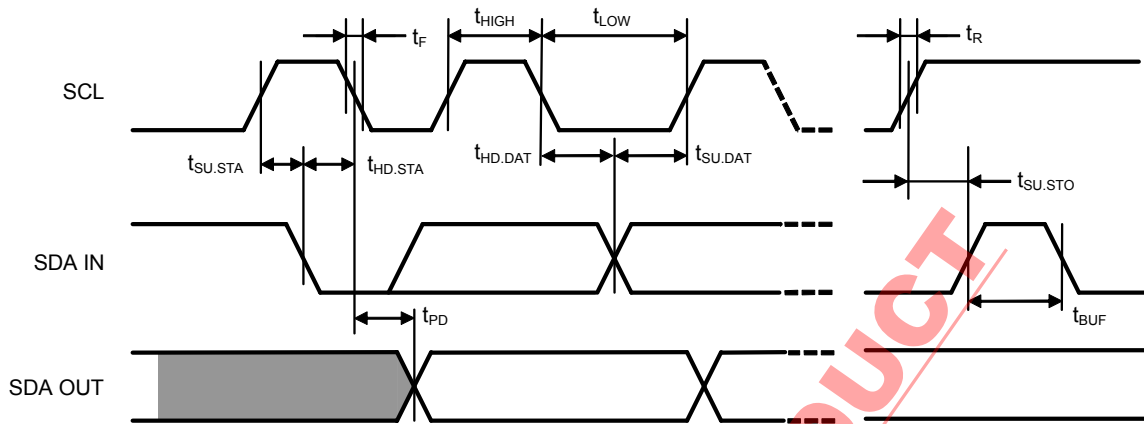 tHIGH
tLOW
tF
tR
SCL
tSU.STA
tHD.STA
tHD.DAT
tSU.DAT
tSU.STO
SDA IN
tPD
tBUF
SDA OUT
DUCT